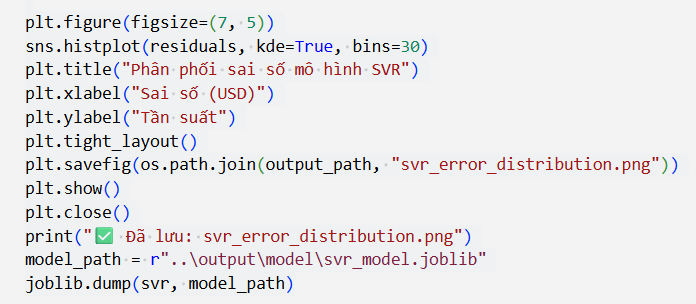 plt.figure(figsize=(7, 5))
sns.histplot(residuals, kde=True, bins=30)
plt.title("Phân phối sai số mô hình SVR")
plt.xlabel("Sai số (USD)")
plt.ylabel("Tần suất")
plt.tight_layout()
plt.savefig(os.path.join(output_path, "svr_error_distribution.png"))
plt.show()
plt.close()
print("✅ Đã lưu: svr_error_distribution.png")
model_path = r"..\output\model\svr_model.joblib"
joblib.dump(svr, model_path)